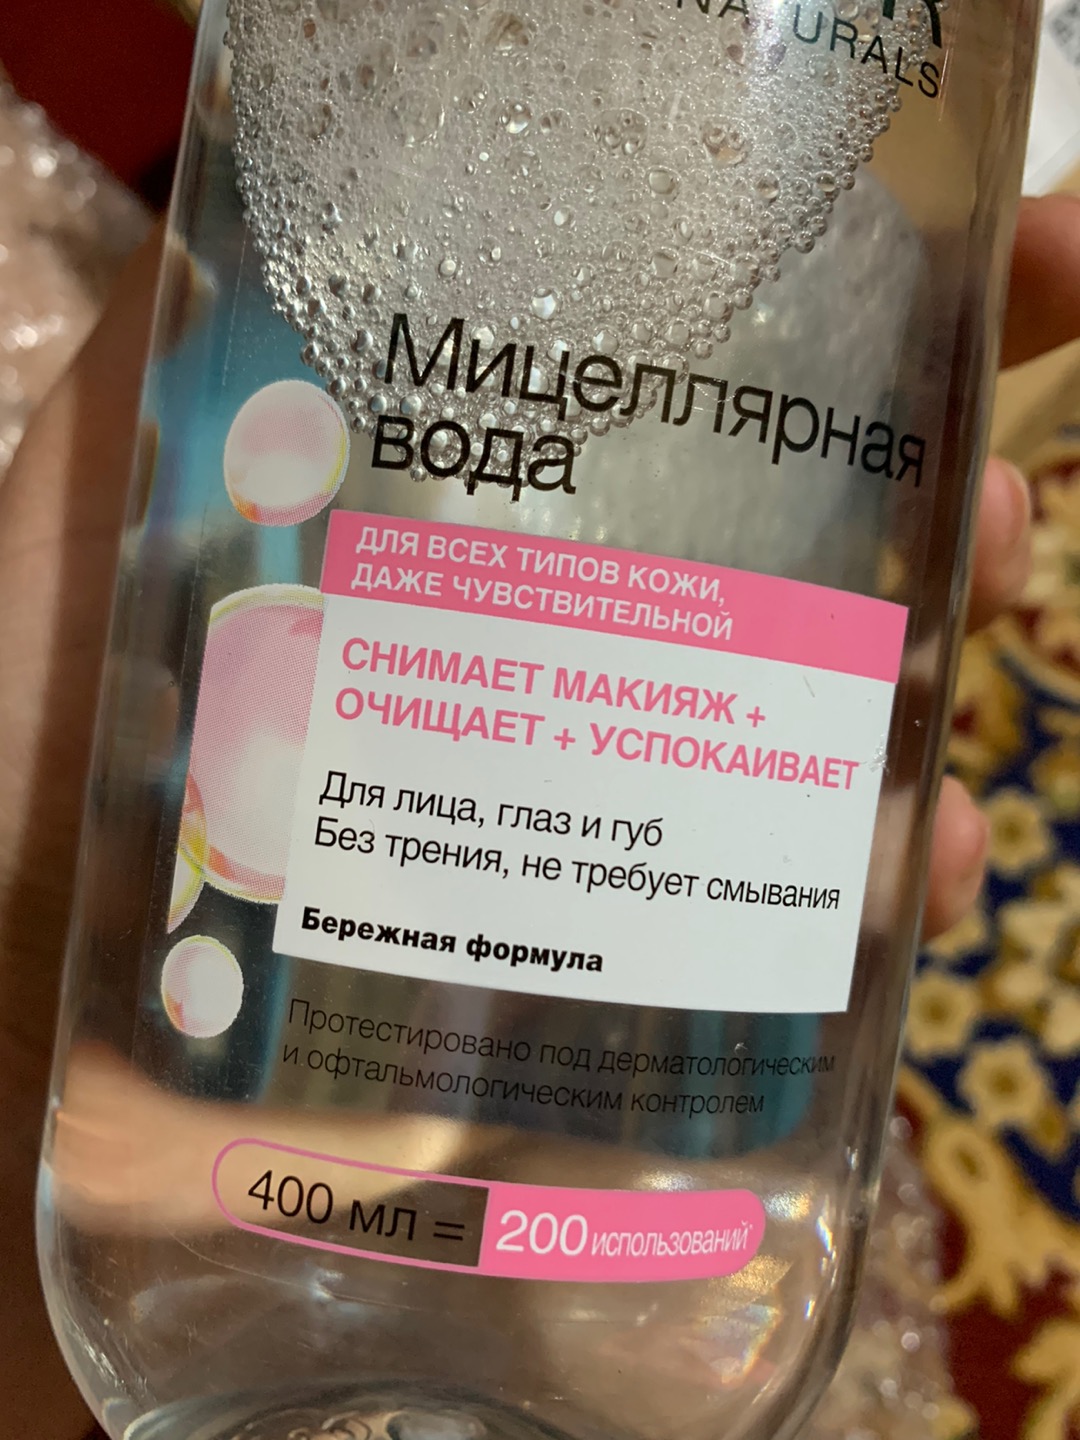 NATURALS
Мицеллярная
вода
ДЛЯ ВСЕХ ТИПОВ КОЖИ,
ДАЖЕ ЧУВСТВИТЕЛЬНОЙ
СНИМАЕТ МАКИЯЖ +
ОЧИЩАЕТ + УСПОКАИВАЕТ
Для лица, глаз и губ
Без трения, не требует смывания
Бережная формула
Протестировано под дерматологическим
и офтальмологическим контролем
400 мл = 200 использований*